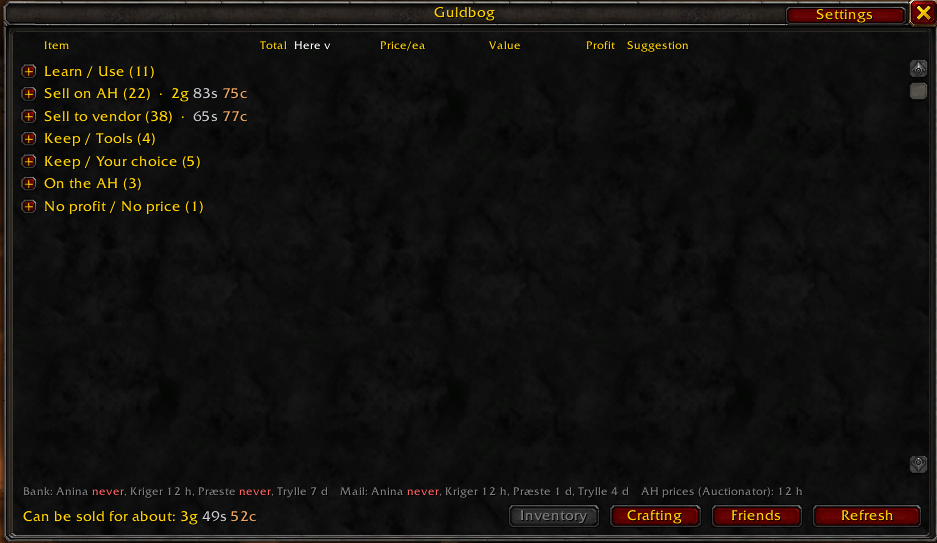 Guldbog
Settings
Item Total Here v Price/ea Value Profit Suggestion
Learn / Use (11)
Sell on AH (22) · 2g 83s 75c
Sell to vendor (38) · 65s 77c
Keep / Tools (4)
Keep / Your choice (5)
On the AH (3)
No profit / No price (1)
Bank: Anina never, Kriger 12 h, Præste never, Trylle 7 d Mail: Anina never, Kriger 12 h, Præste 1 d, Trylle 4 d AH prices (Auctionator): 12 h
Can be sold for about: 3g 49s 52c
Inventory Crafting Friends Refresh